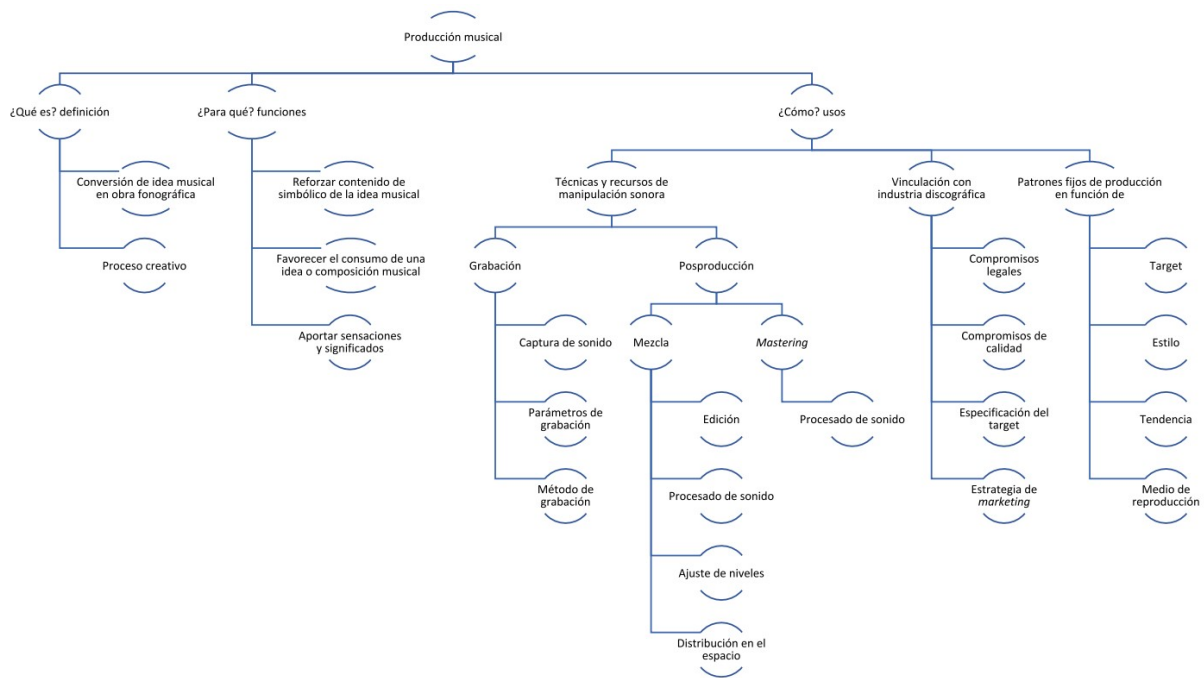 Producción musical
¿Qué es? definición
¿Para qué? funciones
¿Cómo? usos
Conversión de idea musical
en obra fonográfica
Proceso creativo
Reforzar contenido de
simbólico de la idea musical
Favorecer el consumo de una
idea o composición musical
Aportar sensaciones
y significados
Técnicas y recursos de
manipulación sonora
Grabación
Captura de sonido
Parámetros de
grabación
Método de
grabación
Posproducción
Mezcla
Edición
Procesado de sonido
Ajuste de niveles
Distribución en el
espacio
Mastering
Procesado de sonido
Vinculación con
industria discográfica
Compromisos
legales
Compromisos de
calidad
Especificación del
target
Estrategia de
marketing
Patrones fijos de producción
en función de
Target
Estilo
Tendencia
Medio de
reproducción